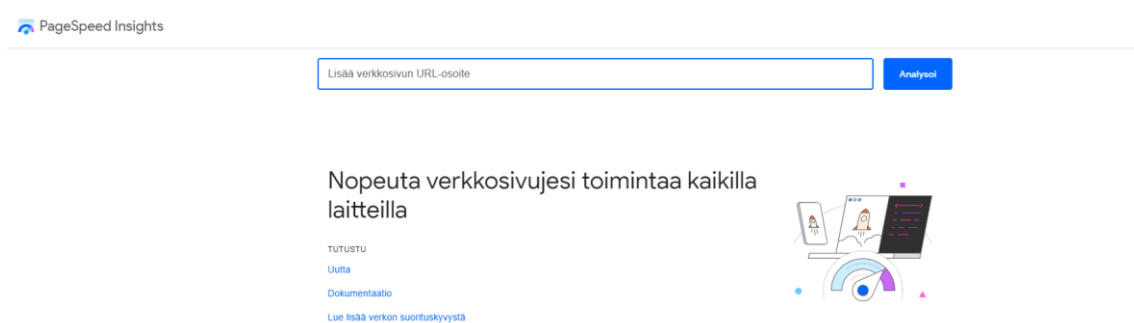 PageSpeed Insights
Lisää verkkosivun URL-osoite
Analysoi
Nopeuta verkkosivujesi toimintaa kaikilla
laitteilla
TUTUSTU
Uutta
Dokumentaatio
Lue lisää verkon suorituskyvystä